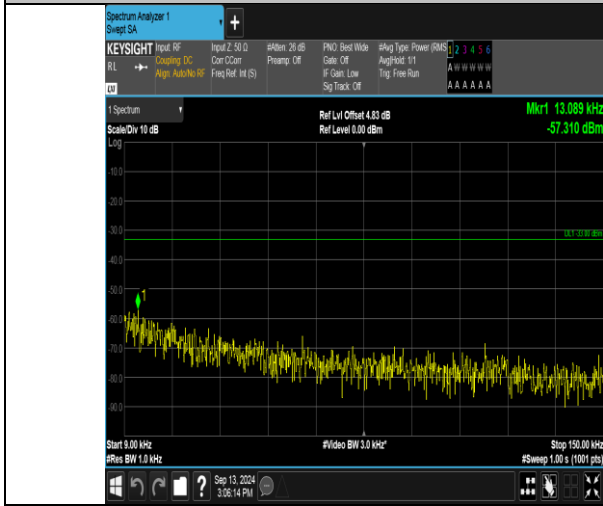 Spectrum Analyzer 1
Swept SA
+
KEYSIGHT
RL
Input: RF
Coupling: DC
Align: Auto/No RF
Input Z: 50 Ω
Corr CCorr
Freq Ref: Int (S)
#Atten: 26 dB
Preamp: Off
PNO: Best Wide
Gate: Off
IF Gain: Low
Sig Track: Off
#Avg Type: Power (RMS
Avg|Hold: 1/1
Trig: Free Run
1 2 3 4 5 6
A W W W W W
A A A A A A
1 Spectrum
Scale/Div 10 dB
Log
Ref Lvl Offset 4.83 dB
Ref Level 0.00 dBm
Mkr1 13.089 kHz
-57.310 dBm
-10.0
-20.0
-30.0
DL1 -33.00 dBm
-40.0
-50.0
1
-60.0
-70.0
-80.0
-90.0
Start 9.00 kHz
#Video BW 3.0 kHz*
Stop 150.00 kHz
#Res BW 1.0 kHz
#Sweep 1.00 s (1001 pts)
?
Sep 13, 2024
3:06:14 PM